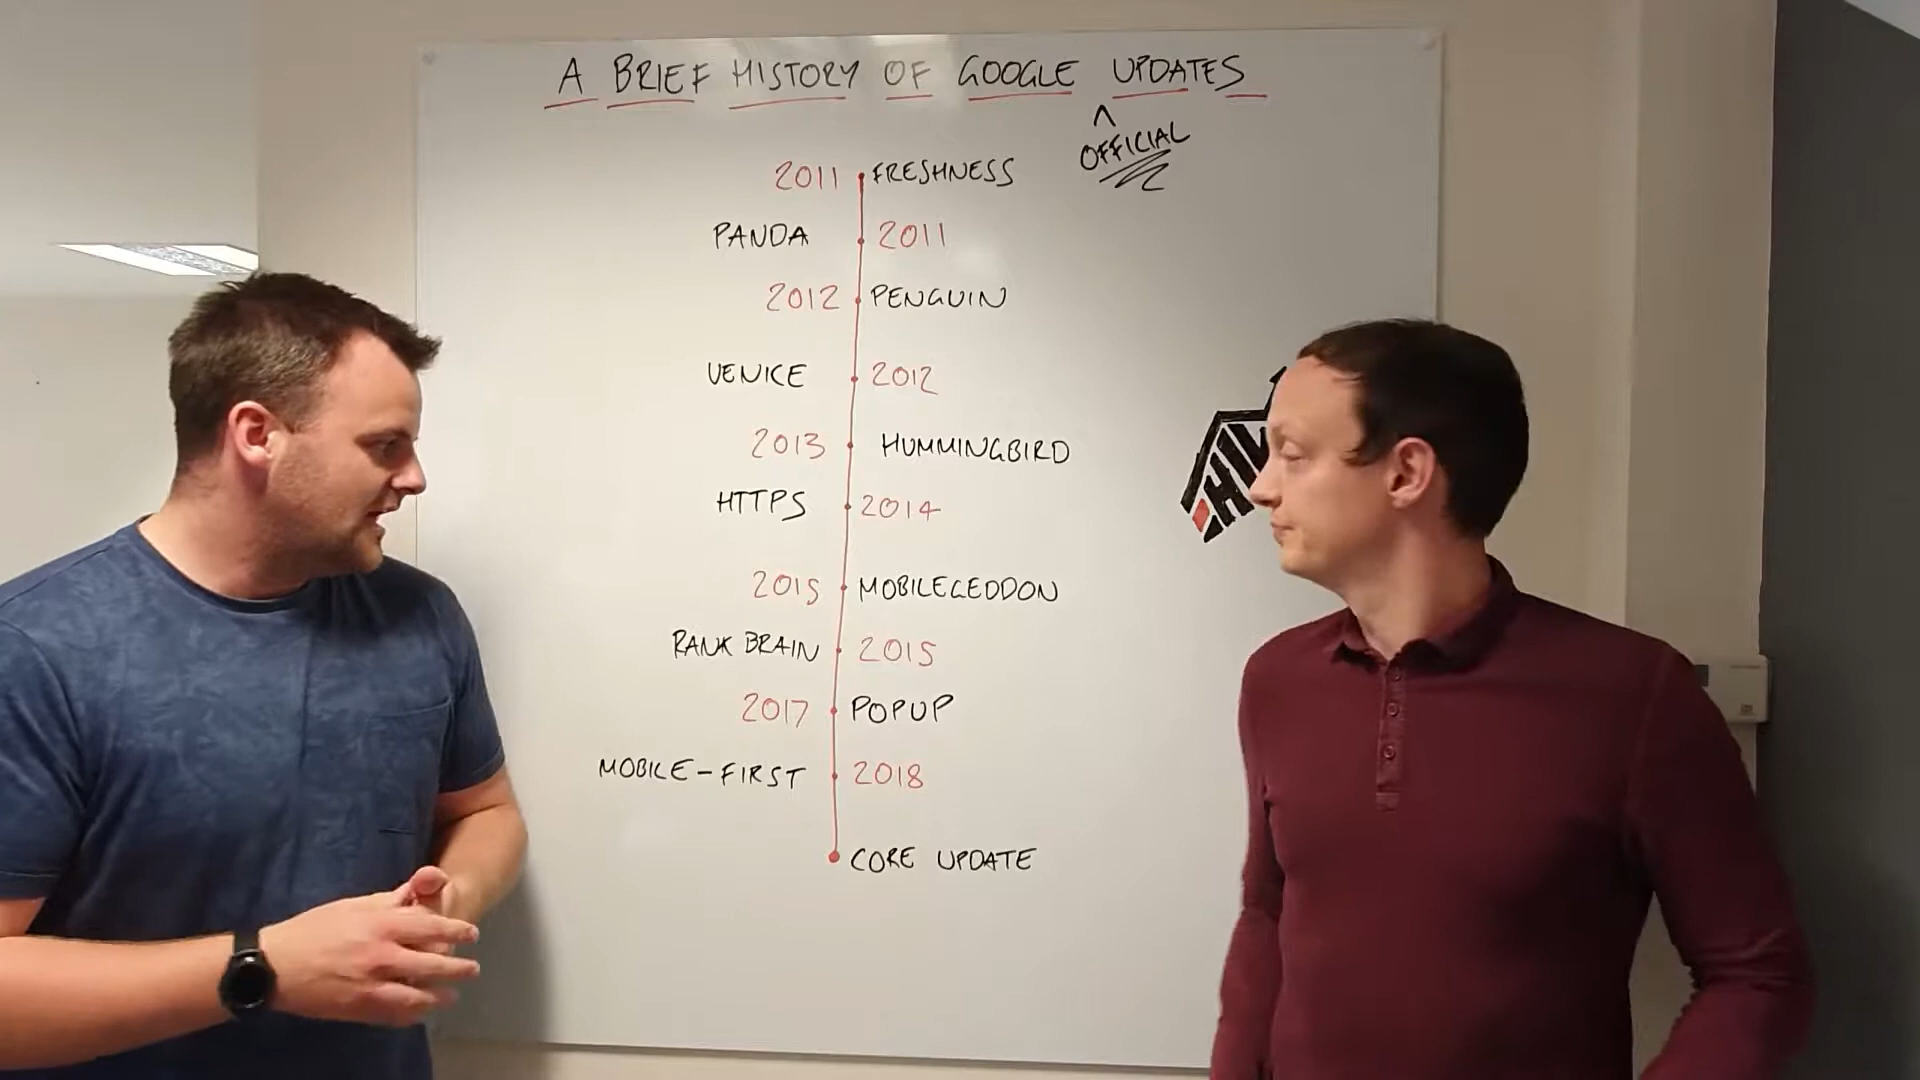 A BRIEF HISTORY OF GOOGLE UPDATES
^
OFFICIAL
2011 FRESHNESS
PANDA 2011
2012 PENGUIN
VENICE 2012
2013 HUMMINGBIRD
HTTPS 2014
2015 MOBILEGEDDON
RANK BRAIN 2015
2017 POPUP
MOBILE-FIRST 2018
CORE UPDATE